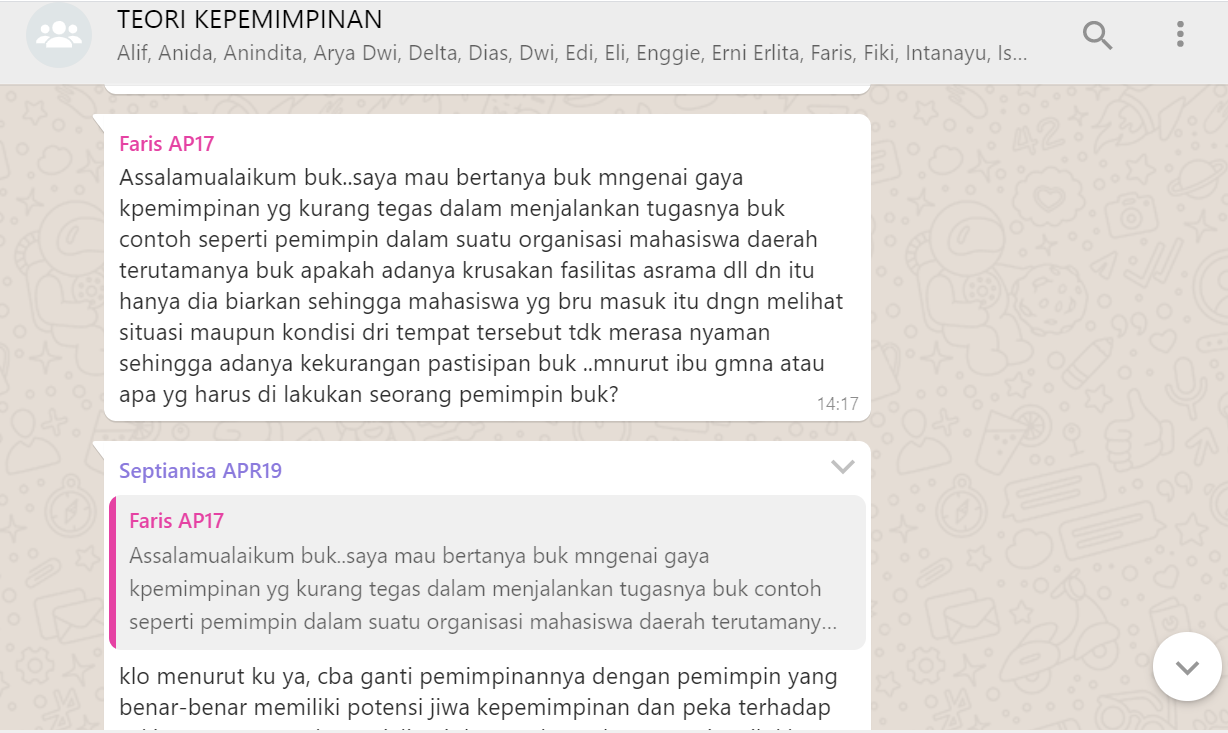 TEORI KEPEMIMPINAN
Alif, Anida, Anindita, Arya Dwi, Delta, Dias, Dwi, Edi, Eli, Enggie, Erni Erlita, Faris, Fiki, Intanayu, Is...
Faris AP17
Assalamualaikum buk..saya mau bertanya buk mngenai gaya
kpemimpinan yg kurang tegas dalam menjalankan tugasnya buk
contoh seperti pemimpin dalam suatu organisasi mahasiswa daerah
terutamanya buk apakah adanya krusakan fasilitas asrama dll dn itu
hanya dia biarkan sehingga mahasiswa yg bru masuk itu dngn melihat
situasi maupun kondisi dri tempat tersebut tdk merasa nyaman
sehingga adanya kekurangan pastisipan buk ..mnurut ibu gmna atau
apa yg harus di lakukan seorang pemimpin buk?
14:17
Septianisa APR19
Faris AP17
Assalamualaikum buk..saya mau bertanya buk mngenai gaya
kpemimpinan yg kurang tegas dalam menjalankan tugasnya buk contoh
seperti pemimpin dalam suatu organisasi mahasiswa daerah terutamany...
klo menurut ku ya, cba ganti pemimpinannya dengan pemimpin yang
benar-benar memiliki potensi jiwa kepemimpinan dan peka terhadap